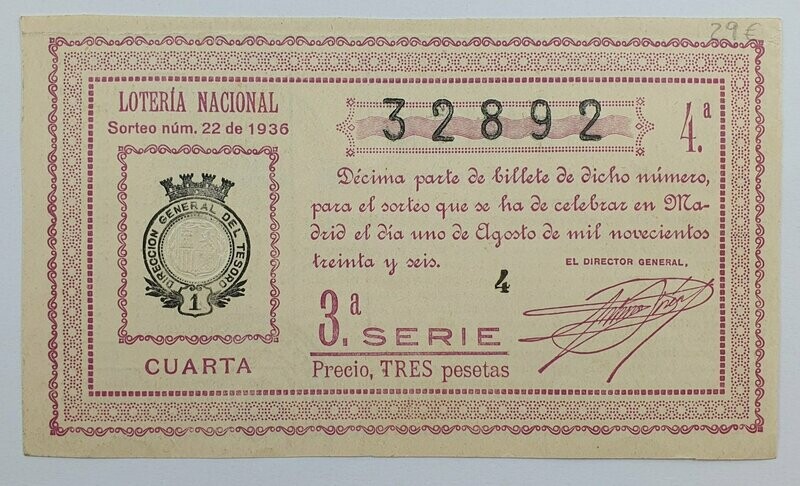 29 €
LOTERÍA NACIONAL
Sorteo núm. 22 de 1936
32892
4.ª
Décima parte de billete de dicho número,
para el sorteo que se ha de celebrar en Ma-
drid el día uno de Agosto de mil novecientos
treinta y seis.
EL DIRECTOR GENERAL,
DIRECCION GENERAL DEL TESORO
1
4
3.ª SERIE
CUARTA
Precio, TRES pesetas